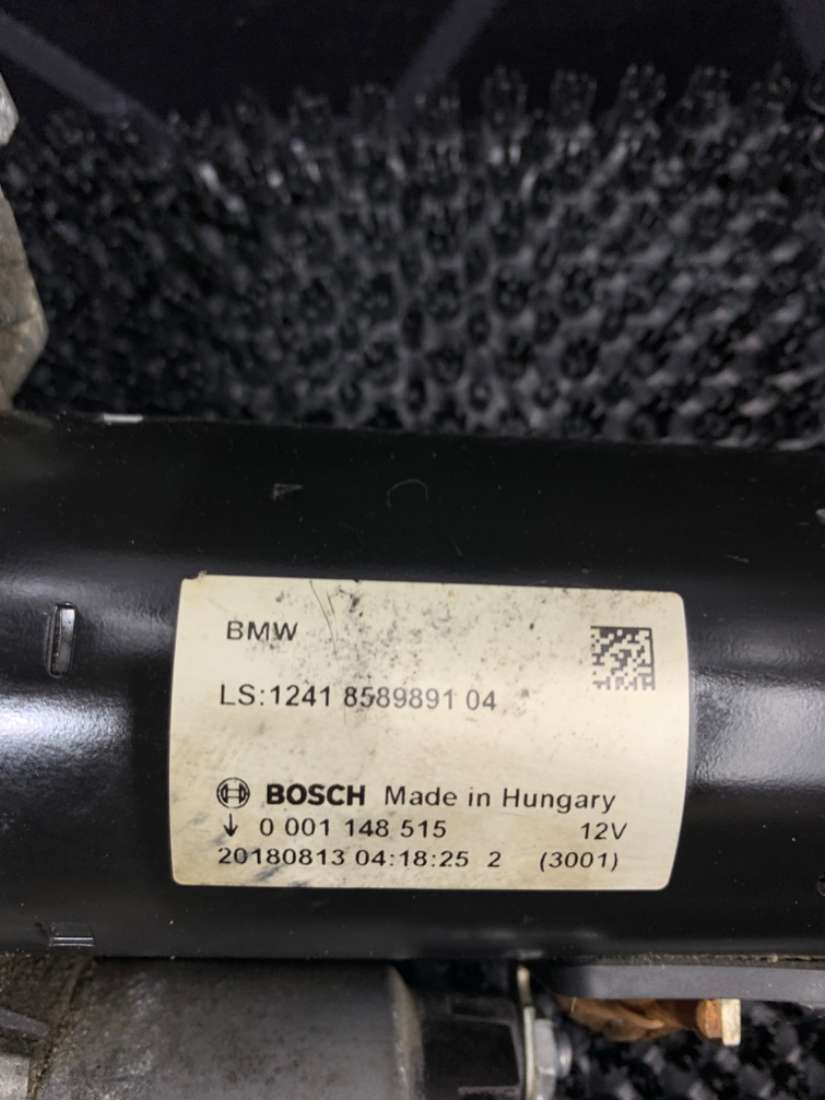 BMW
LS:1241 8589891 04
BOSCH Made in Hungary
↓ 0 001 148 515 12V
20180813 04:18:25 2 (3001)